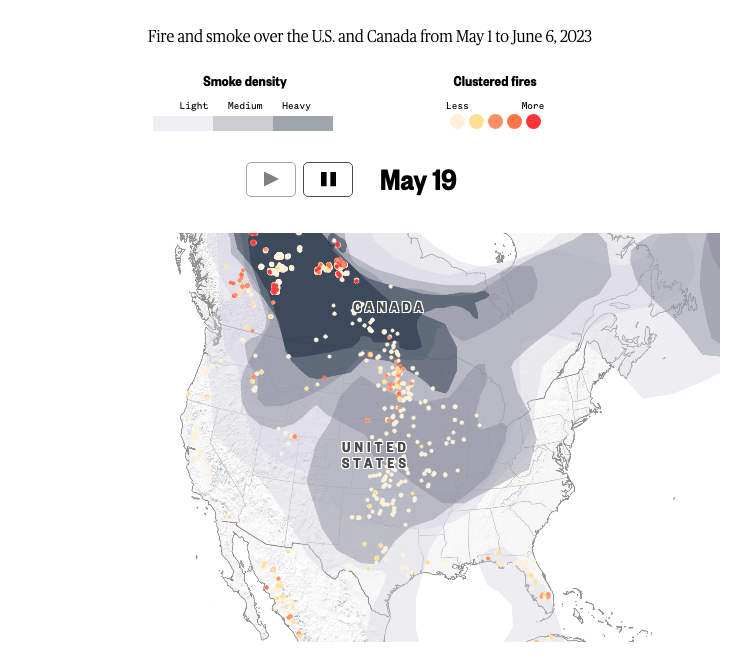 Fire and smoke over the U.S. and Canada from May 1 to June 6, 2023
Smoke density
Light Medium Heavy
Clustered fires
Less More
May 19
CANADA
UNITED
STATES